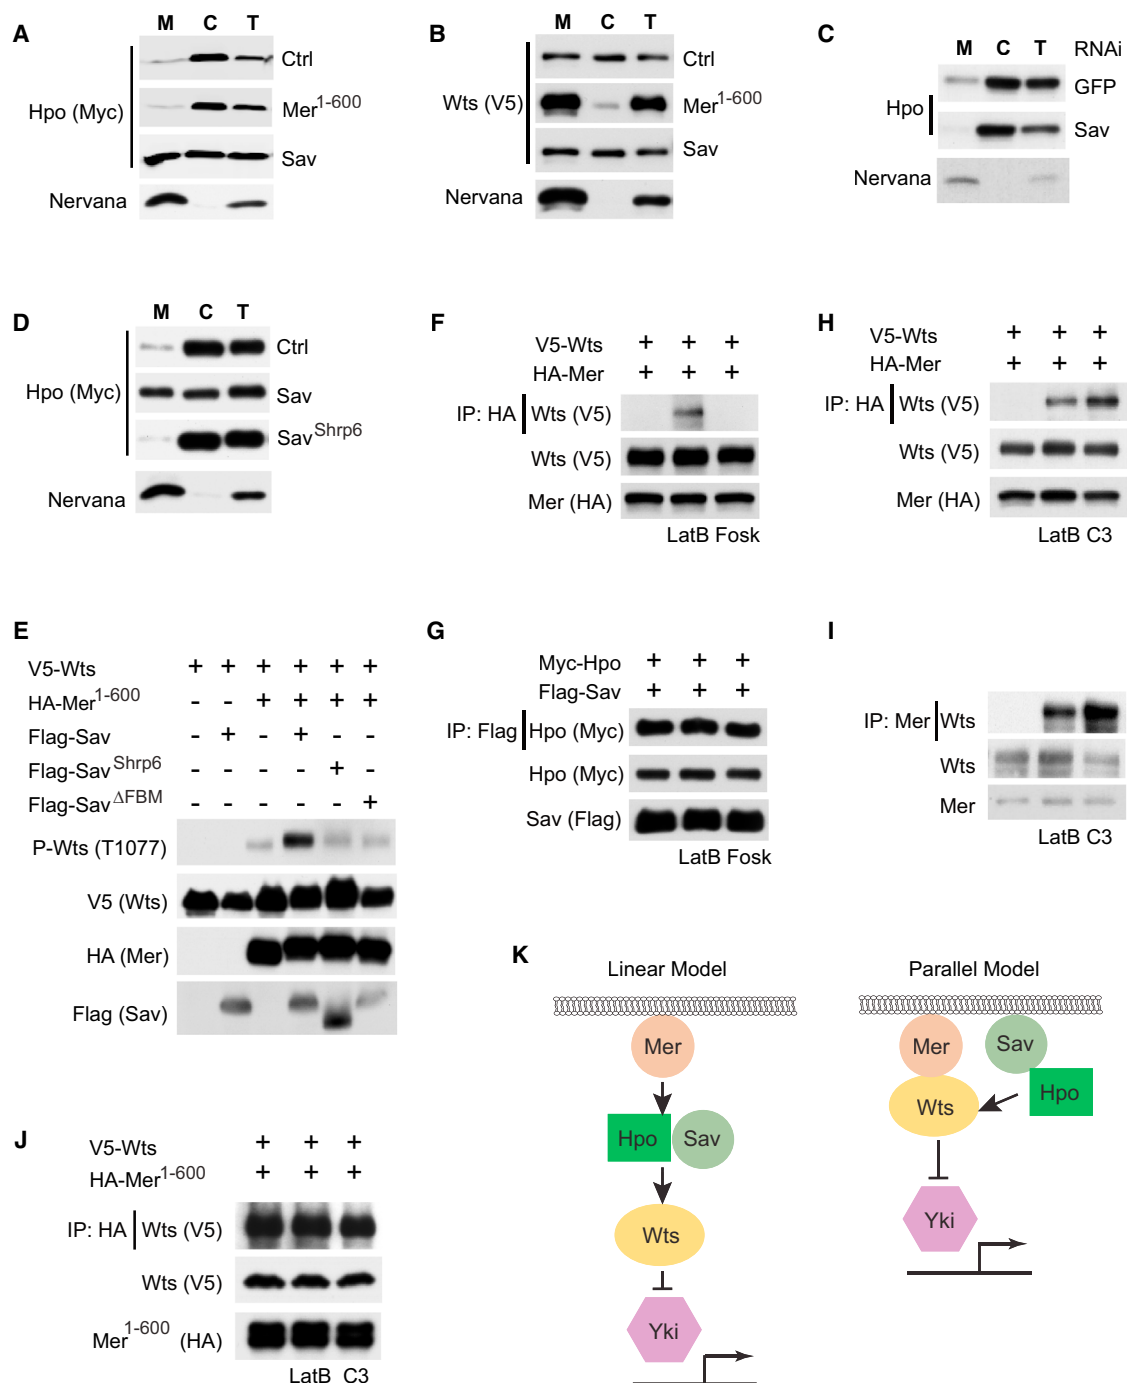 A
M C T
Hpo (Myc)
Ctrl
Mer1-600
Sav
Nervana
B
M C T
Wts (V5)
Ctrl
Mer1-600
Sav
Nervana
C
M C T RNAi
Hpo
GFP
Sav
Nervana
D
M C T
Hpo (Myc)
Ctrl
Sav
SavShrp6
Nervana
F
V5-Wts + + +
HA-Mer + + +
IP: HA Wts (V5)
Wts (V5)
Mer (HA)
LatB Fosk
H
V5-Wts + + +
HA-Mer + + +
IP: HA Wts (V5)
Wts (V5)
Mer (HA)
LatB C3
E
V5-Wts + + + + + +
HA-Mer1-600 - - + + + +
Flag-Sav - + - + - -
Flag-SavShrp6 - - - - + -
Flag-SavΔFBM - - - - - +
P-Wts (T1077)
V5 (Wts)
HA (Mer)
Flag (Sav)
G
Myc-Hpo + + +
Flag-Sav + + +
IP: Flag Hpo (Myc)
Hpo (Myc)
Sav (Flag)
LatB Fosk
I
IP: Mer Wts
Wts
Mer
LatB C3
J
V5-Wts + + +
HA-Mer1-600 + + +
IP: HA Wts (V5)
Wts (V5)
Mer1-600 (HA)
LatB C3
K
Linear Model
Mer
Hpo Sav
Wts
Yki
Parallel Model
Mer Sav
Wts Hpo
Yki